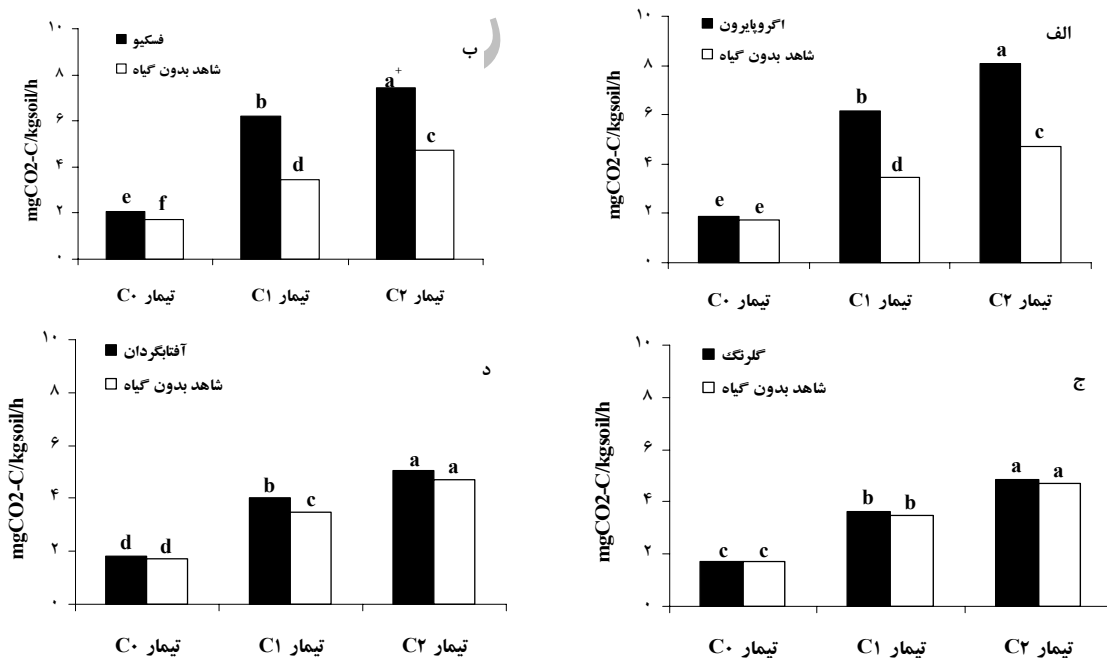 الف
mgCO2-C/kgsoil/h
۱۰
۸
۶
۴
۲
۰
اگروپایرون
شاهد بدون گیاه
e e
b d
a c
تیمار C۰ تیمار C۱ تیمار C۲
ب
mgCO2-C/kgsoil/h
۱۰
۸
۶
۴
۲
۰
فسکیو
شاهد بدون گیاه
e f
b d
a+ c
تیمار C۰ تیمار C۱ تیمار C۲
ج
mgCO2-C/kgsoil/h
۱۰
۸
۶
۴
۲
۰
گلرنگ
شاهد بدون گیاه
c c
b b
a a
تیمار C۰ تیمار C۱ تیمار C۲
د
mgCO2-C/kgsoil/h
۱۰
۸
۶
۴
۲
۰
آفتابگردان
شاهد بدون گیاه
d d
b c
a a
تیمار C۰ تیمار C۱ تیمار C۲